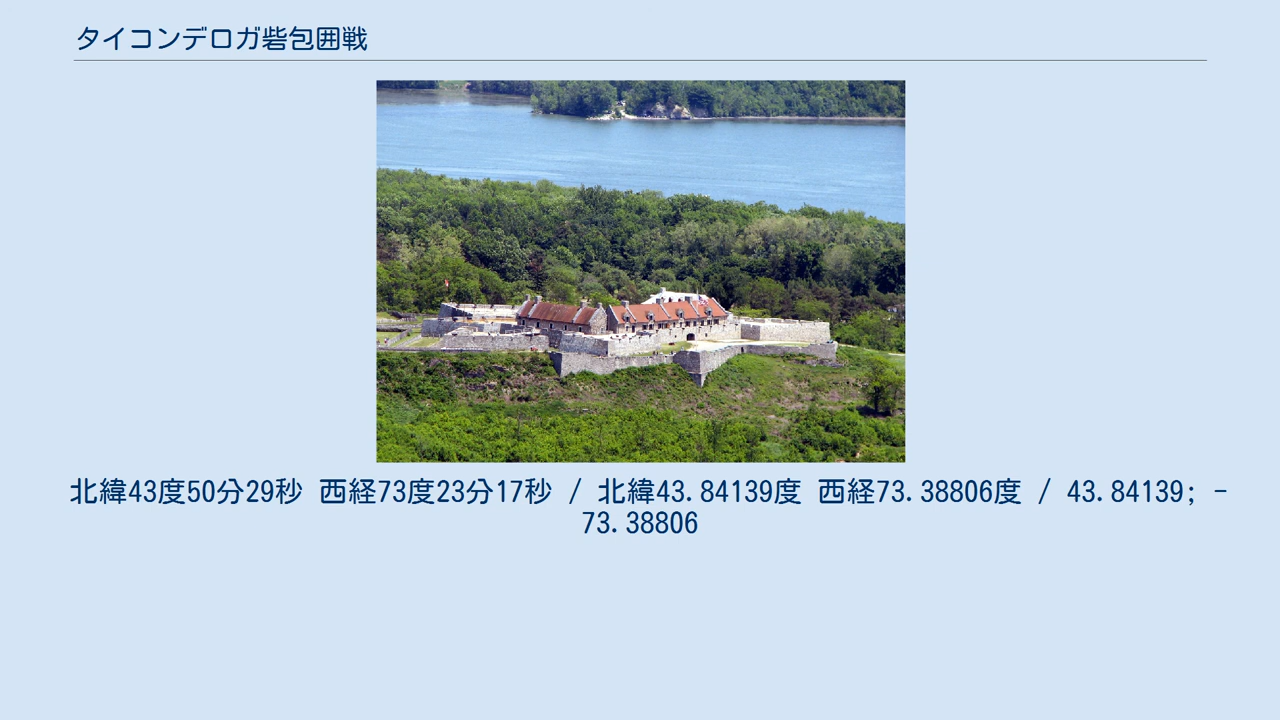 タイコンデロガ砦包囲戦
北緯43度50分29秒 西経73度23分17秒 / 北緯43.84139度 西経73.38806度 / 43.84139; -
73.38806